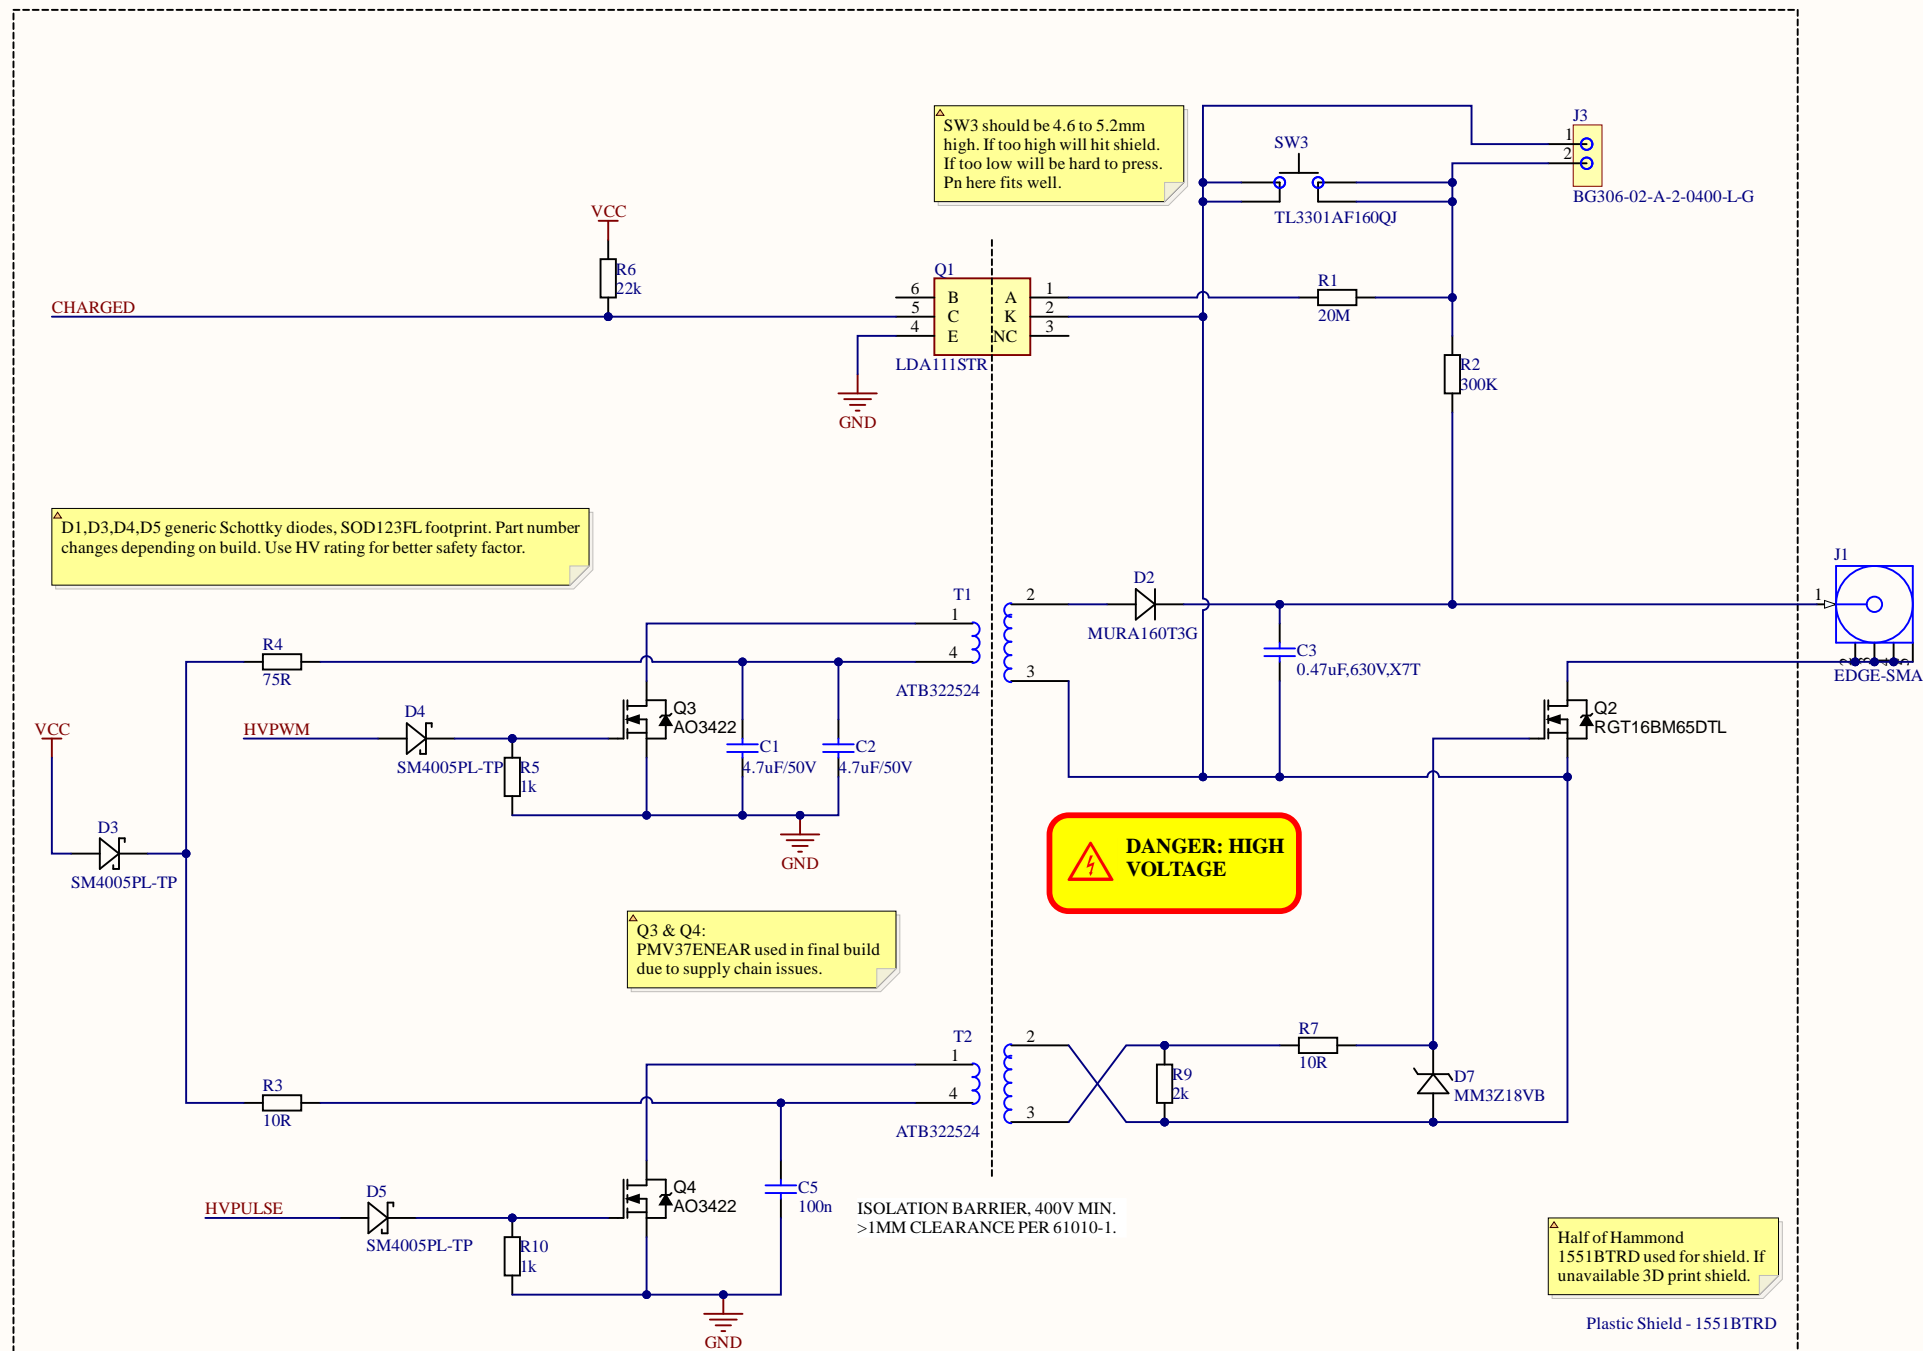 SW3 should be 4.6 to 5.2mm
high. If too high will hit shield.
If too low will be hard to press.
Pn here fits well.
SW3
TL3301AF160QJ
J3
1
2
BG306-02-A-2-0400-L-G
VCC
R6
22k
CHARGED
Q1
6
5
4
B
C
E
A
K
NC
1
2
3
LDA111STR
GND
R1
20M
R2
300K
D1,D3,D4,D5 generic Schottky diodes, SOD123FL footprint. Part number
changes depending on build. Use HV rating for better safety factor.
T1
1
4
2
3
ATB322524
D2
MURA160T3G
C3
0.47uF,630V,X7T
J1
1
EDGE-SMA
R4
75R
VCC
HVPWM
D4
SM4005PL-TP
R5
1k
Q3
AO3422
C1
4.7uF/50V
C2
4.7uF/50V
GND
Q2
RGT16BM65DTL
D3
SM4005PL-TP
DANGER: HIGH
VOLTAGE
Q3 & Q4:
PMV37ENEAR used in final build
due to supply chain issues.
R3
10R
T2
1
4
2
3
ATB322524
R9
2k
R7
10R
D7
MM3Z18VB
HVPULSE
D5
SM4005PL-TP
R10
1k
Q4
AO3422
C5
100n
GND
ISOLATION BARRIER, 400V MIN.
>1MM CLEARANCE PER 61010-1.
Half of Hammond
1551BTRD used for shield. If
unavailable 3D print shield.
Plastic Shield - 1551BTRD